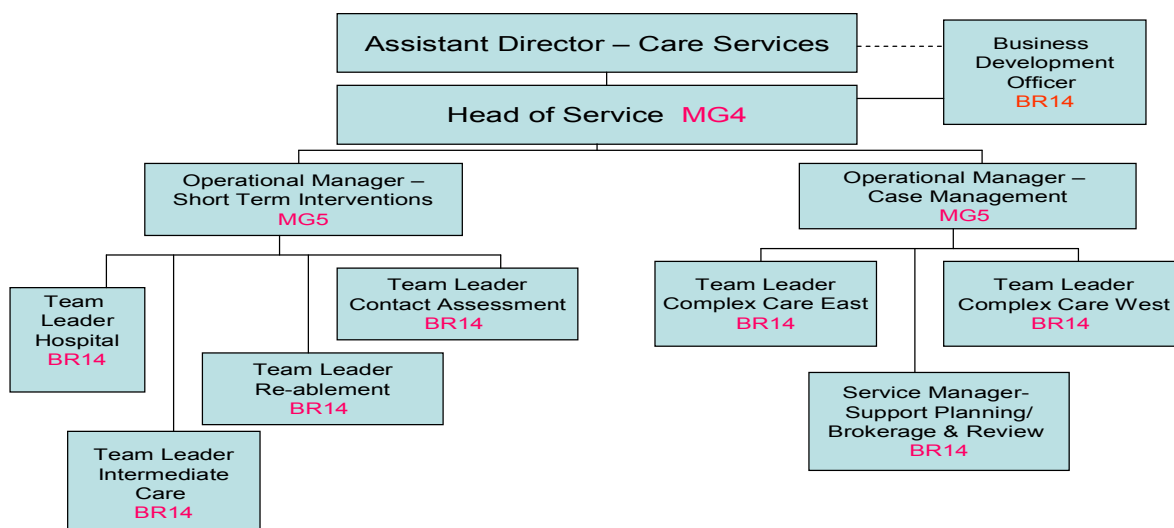 Assistant Director – Care Services
Business
Development
Officer
BR14
Head of Service MG4
Operational Manager –
Short Term Interventions
MG5
Operational Manager –
Case Management
MG5
Team
Leader
Hospital
BR14
Team Leader
Intermediate
Care
BR14
Team Leader
Re-ablement
BR14
Team Leader
Contact Assessment
BR14
Team Leader
Complex Care East
BR14
Service Manager-
Support Planning/
Brokerage & Review
BR14
Team Leader
Complex Care West
BR14